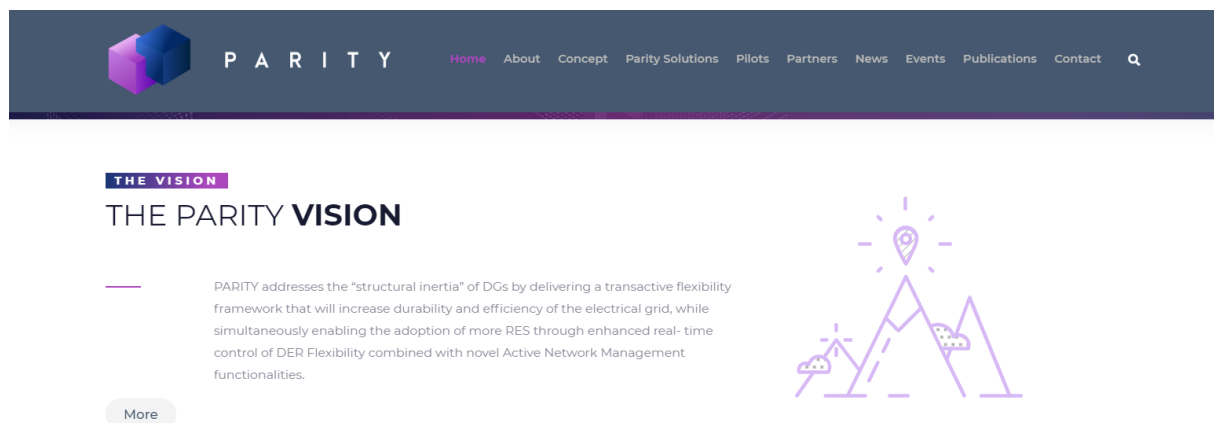 PARITY
Home About Concept Parity Solutions Pilots Partners News Events Publications Contact
THE VISION
THE PARITY VISION
PARITY addresses the “structural inertia” of DGs by delivering a transactive flexibility
framework that will increase durability and efficiency of the electrical grid, while
simultaneously enabling the adoption of more RES through enhanced real- time
control of DER Flexibility combined with novel Active Network Management
functionalities.
More